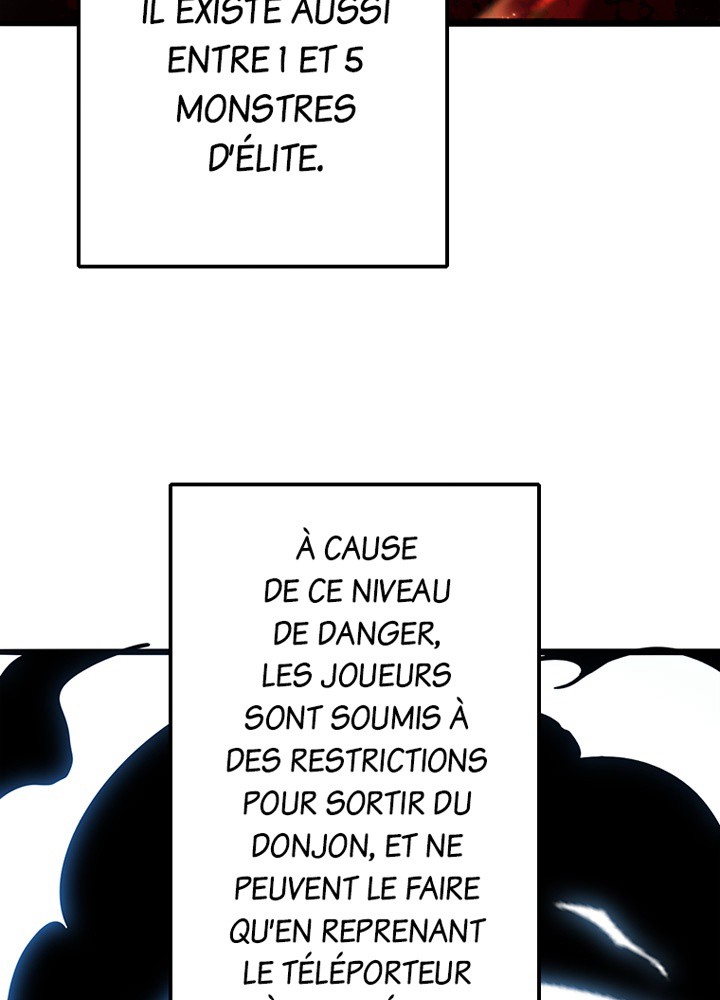 IL EXISTE AUSSI
ENTRE 1 ET 5
MONSTRES
D'ÉLITE.
À CAUSE
DE CE NIVEAU
DE DANGER,
LES JOUEURS
SONT SOUMIS À
DES RESTRICTIONS
POUR SORTIR DU
DONJON, ET NE
PEUVENT LE FAIRE
QU'EN REPRENANT
LE TÉLÉPORTEUR